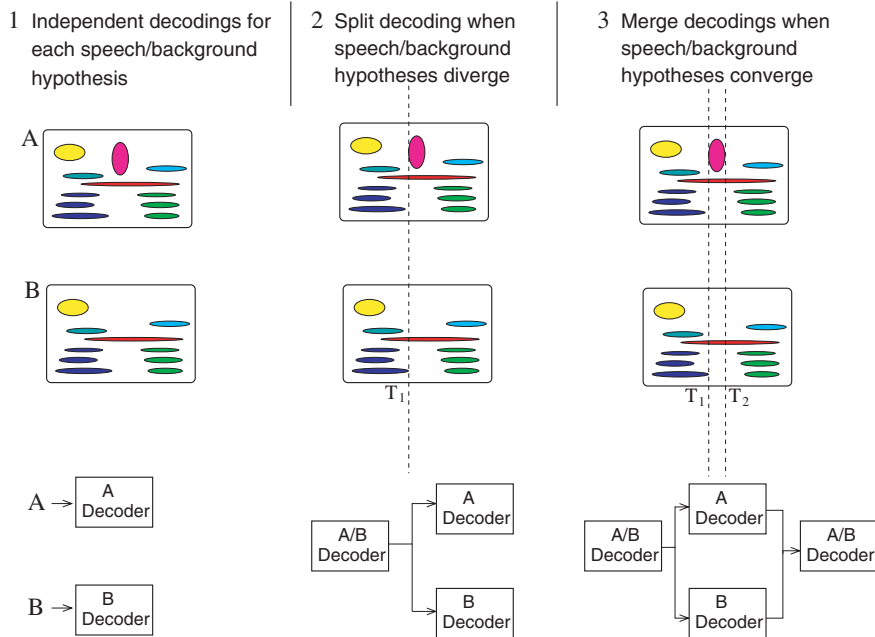 1 Independent decodings for
each speech/background
hypothesis
2 Split decoding when
speech/background
hypotheses diverge
3 Merge decodings when
speech/background
hypotheses converge
A
B
T1
T1 T2
A
A
Decoder
B
B
Decoder
A/B
Decoder
A
Decoder
B
Decoder
A/B
Decoder
A
Decoder
B
Decoder
A/B
Decoder